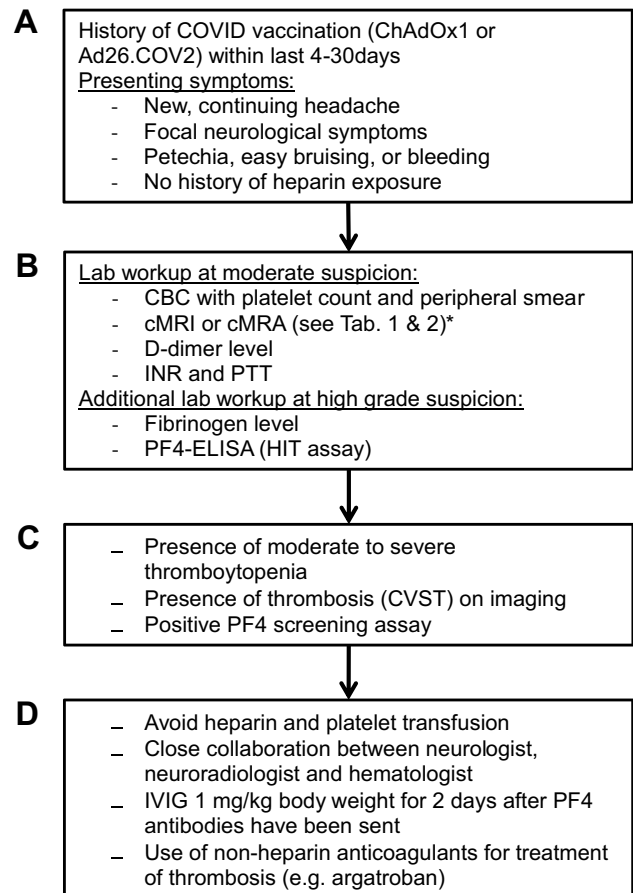 A
History of COVID vaccination (ChAdOx1 or
Ad26.COV2) within last 4-30days
Presenting symptoms:
- New, continuing headache
- Focal neurological symptoms
- Petechia, easy bruising, or bleeding
- No history of heparin exposure
B
Lab workup at moderate suspicion:
- CBC with platelet count and peripheral smear
- cMRI or cMRA (see Tab. 1 & 2)*
- D-dimer level
- INR and PTT
Additional lab workup at high grade suspicion:
- Fibrinogen level
- PF4-ELISA (HIT assay)
C
– Presence of moderate to severe
thromboytopenia
– Presence of thrombosis (CVST) on imaging
– Positive PF4 screening assay
D
– Avoid heparin and platelet transfusion
– Close collaboration between neurologist,
neuroradiologist and hematologist
– IVIG 1 mg/kg body weight for 2 days after PF4
antibodies have been sent
– Use of non-heparin anticoagulants for treatment
of thrombosis (e.g. argatroban)